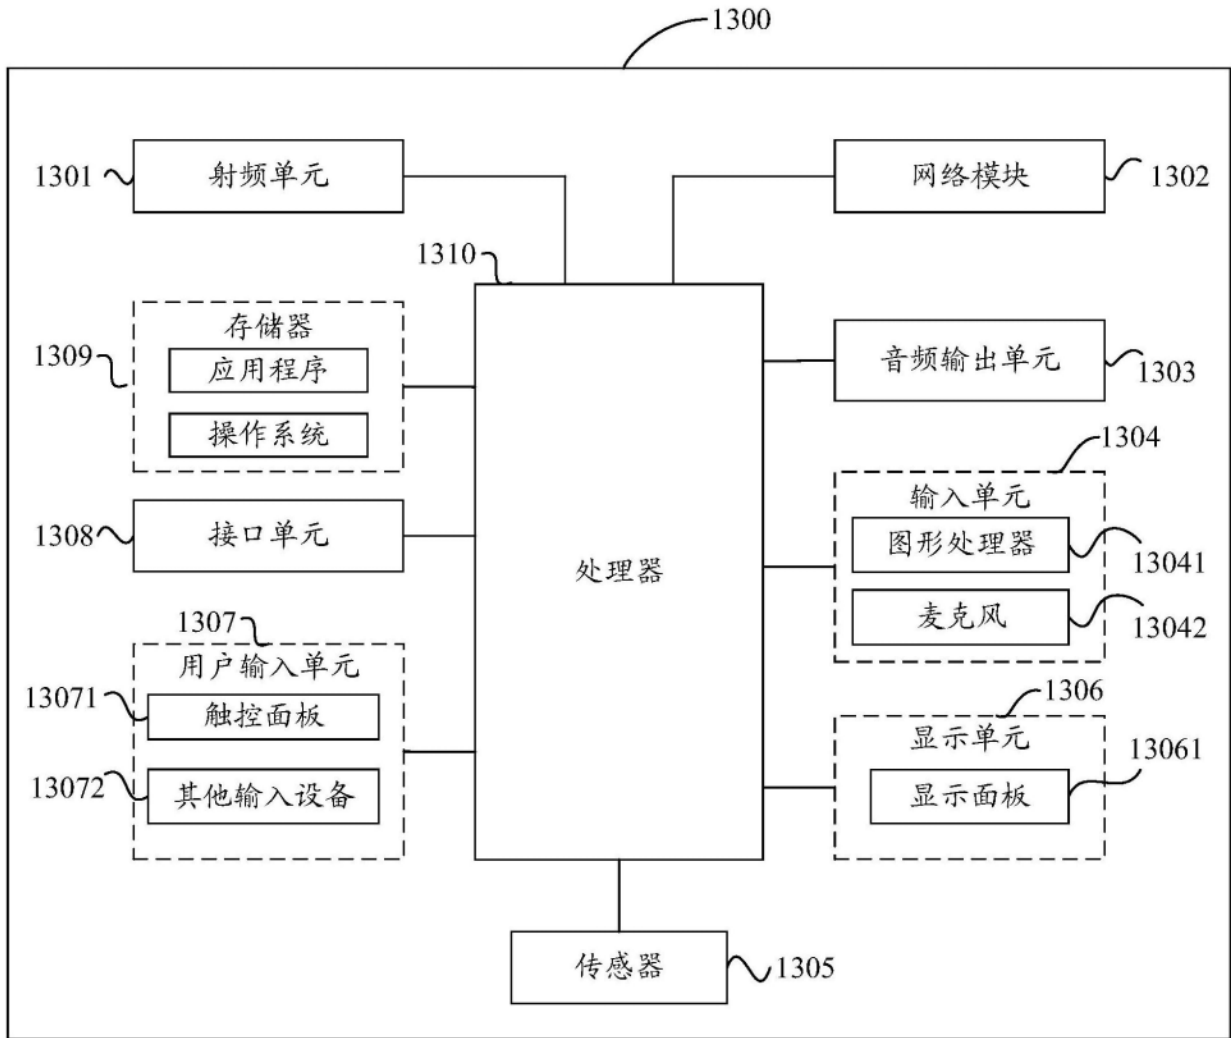 1300
1301
射频单元
网络模块
1302
1310
存储器
1309
应用程序
操作系统
音频输出单元
1303
1304
输入单元
图形处理器
13041
麦克风
13042
1308
接口单元
处理器
1307
用户输入单元
13071
触控面板
13072
其他输入设备
1306
显示单元
13061
显示面板
传感器
1305